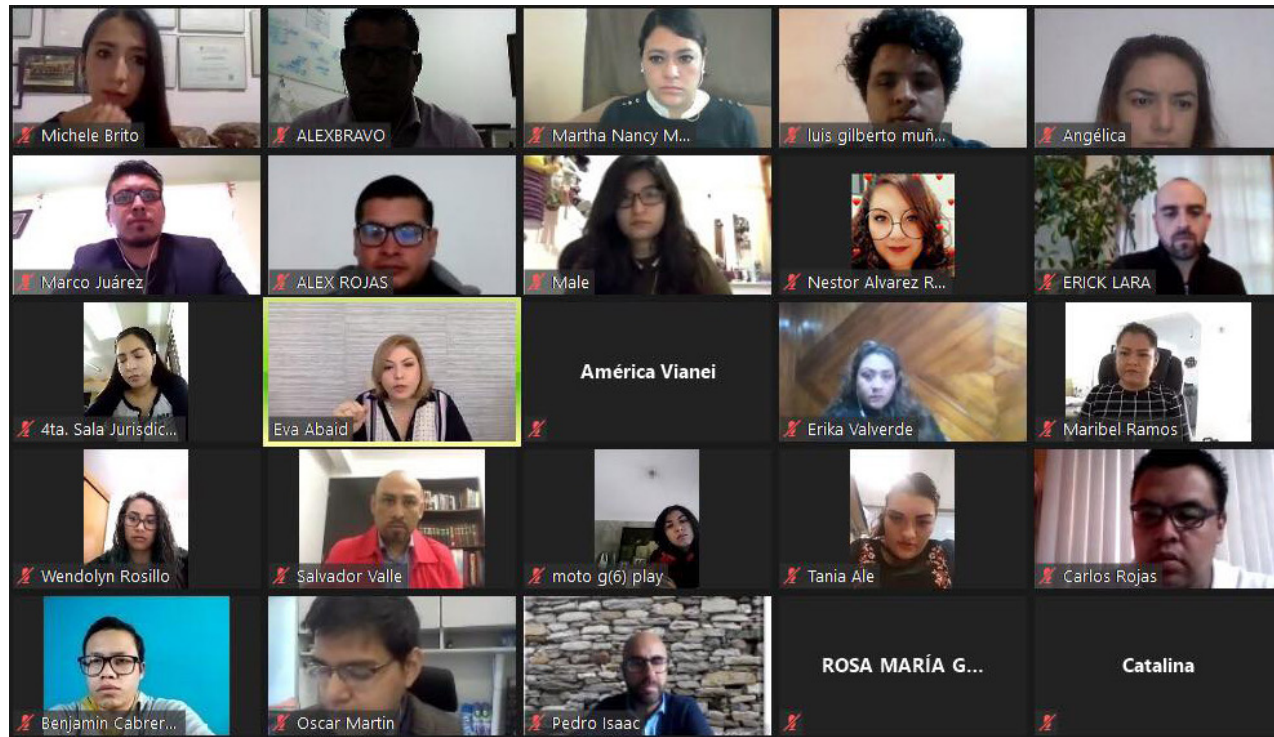 Michele Brito
ALEXBRAVO
Martha Nancy M...
luis gilberto muñ...
Angélica
Marco Juárez
ALEX ROJAS
Male
Nestor Alvarez R...
ERICK LARA
4ta. Sala Jurisdic...
Eva Abaid
América Vianei
Erika Valverde
Maribel Ramos
Wendolyn Rosillo
Salvador Valle
moto g(6) play
Tania Ale
Carlos Rojas
Benjamin Cabrer...
Oscar Martin
Pedro Isaac
ROSA MARÍA G...
Catalina